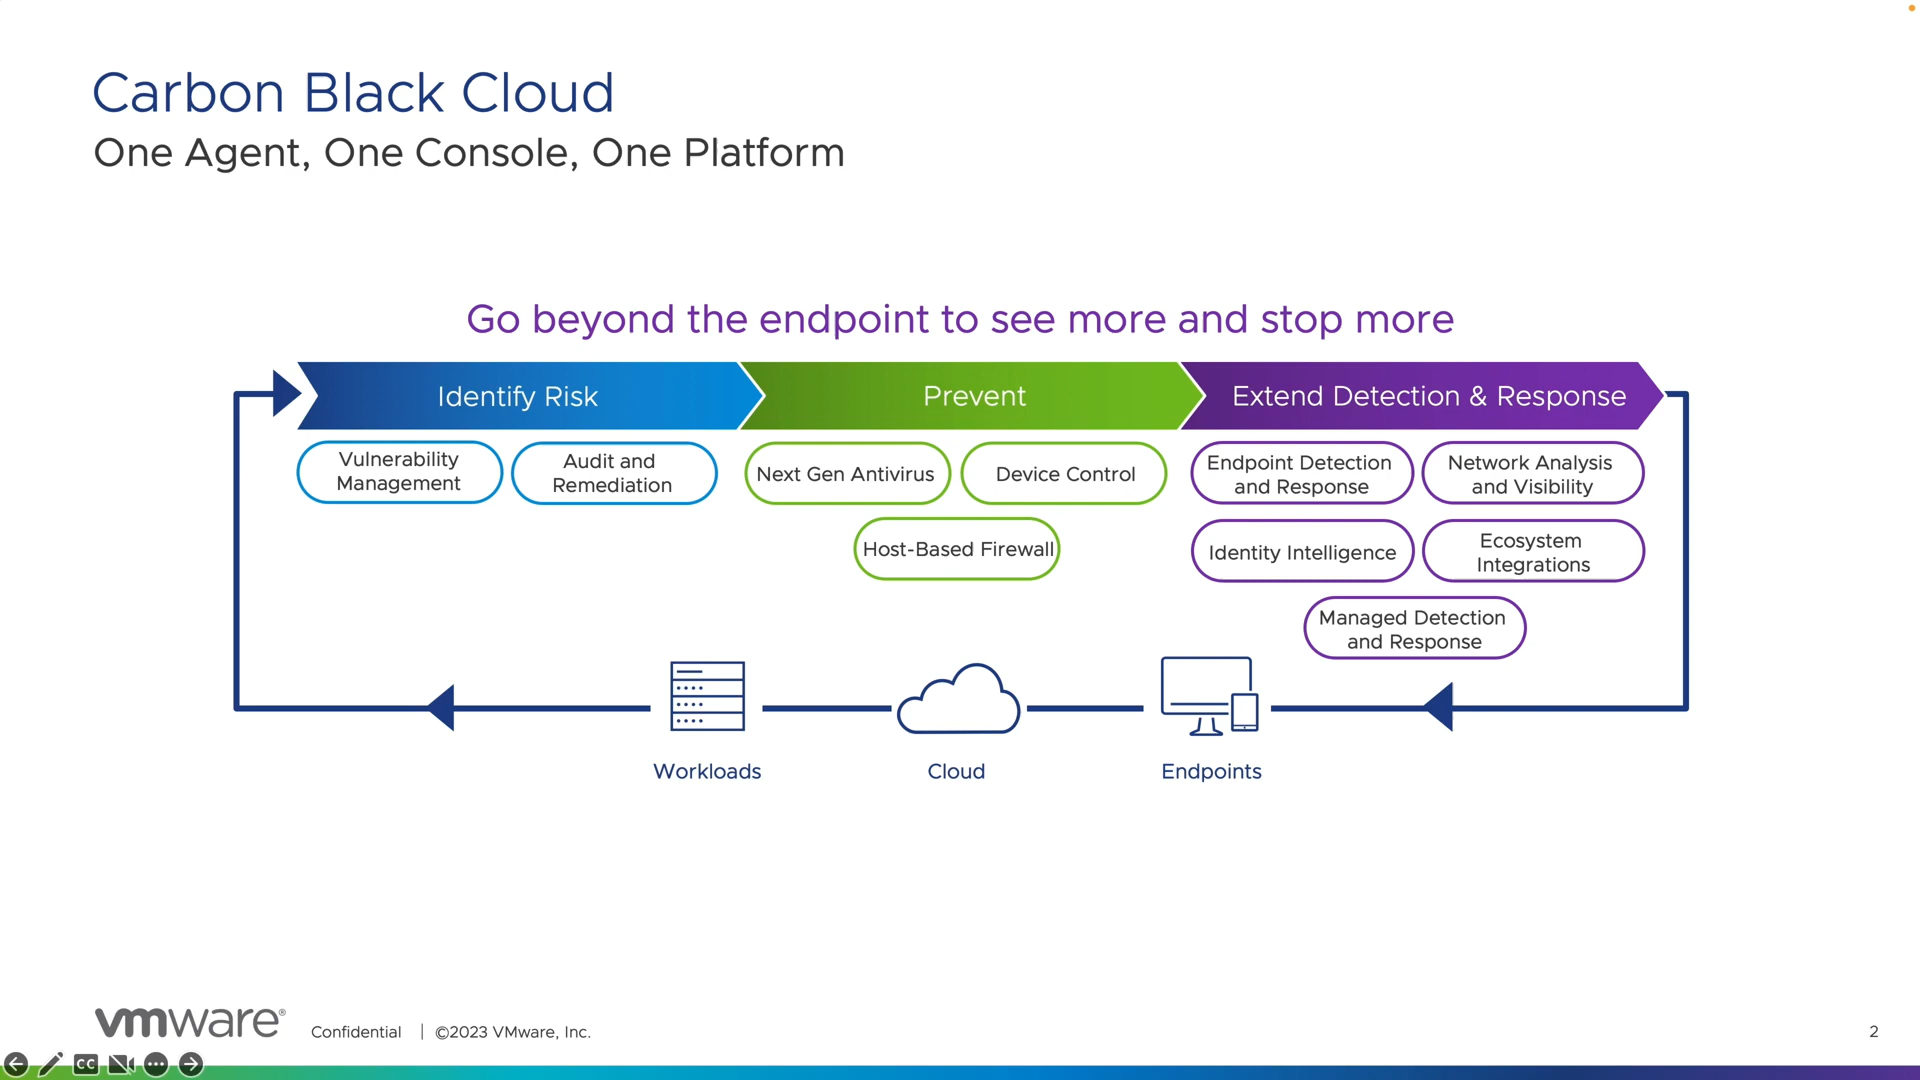 Carbon Black Cloud
One Agent, One Console, One Platform
Go beyond the endpoint to see more and stop more
Identify Risk
Prevent
Extend Detection & Response
Vulnerability
Management
Audit and
Remediation
Next Gen Antivirus
Device Control
Host-Based Firewall
Endpoint Detection
and Response
Network Analysis
and Visibility
Identity Intelligence
Ecosystem
Integrations
Managed Detection
and Response
Workloads
Cloud
Endpoints
vmware®
Confidential | ©2023 VMware, Inc.
2
CC